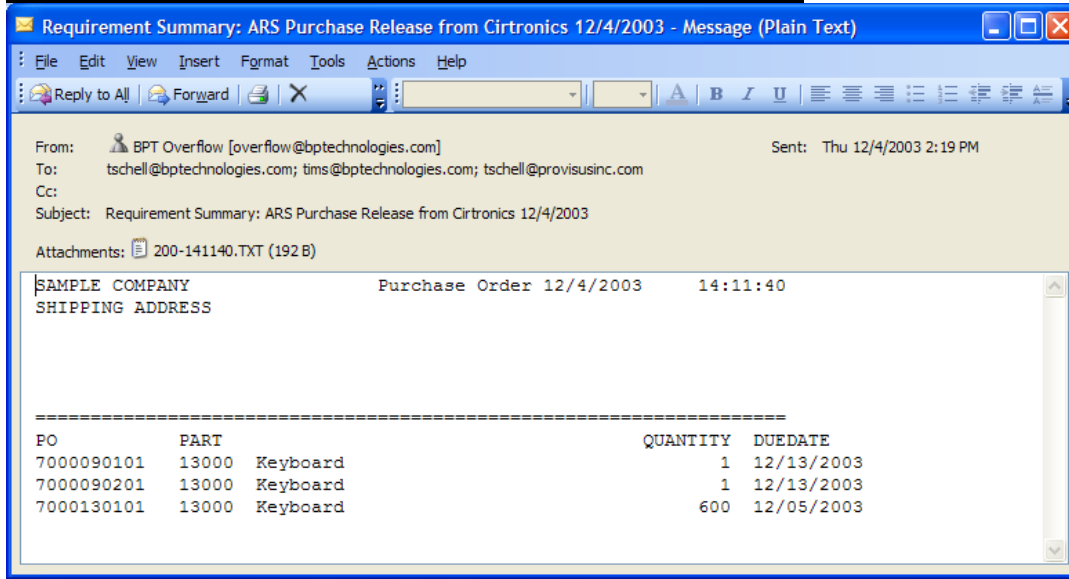 Requirement Summary: ARS Purchase Release from Cirtronics 12/4/2003 - Message (Plain Text)
File Edit View Insert Format Tools Actions Help
Reply to All Forward A B I U
From: BPT Overflow [overflow@bptechnologies.com] Sent: Thu 12/4/2003 2:19 PM
To: tschell@bptechnologies.com; tims@bptechnologies.com; tschell@provisusinc.com
Cc:
Subject: Requirement Summary: ARS Purchase Release from Cirtronics 12/4/2003
Attachments: 200-141140.TXT (192 B)
SAMPLE COMPANY Purchase Order 12/4/2003 14:11:40
SHIPPING ADDRESS
====================================================================
PO PART QUANTITY DUEDATE
7000090101 13000 Keyboard 1 12/13/2003
7000090201 13000 Keyboard 1 12/13/2003
7000130101 13000 Keyboard 600 12/05/2003